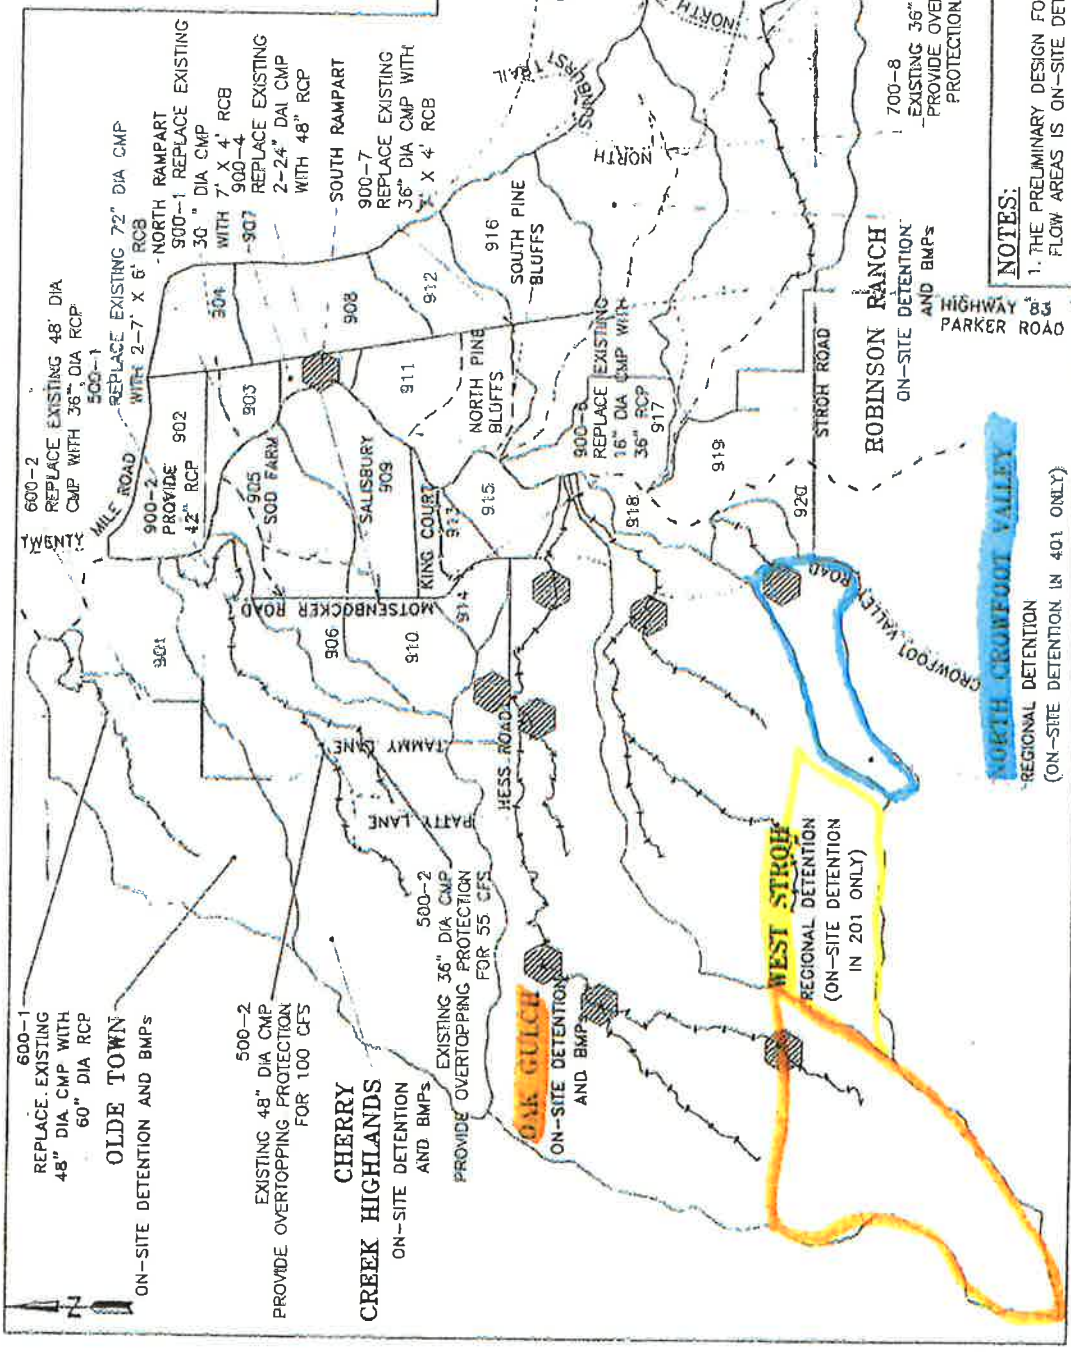 600-1
REPLACE EXISTING
48" DIA CMP WITH
60" DIA RCP
OLDE TOWN
ON-SITE DETENTION AND BMPs
500-2
EXISTING 48" DIA CMP
PROVIDE OVERTOPPING PROTECTION
FOR 100 CFS
CHERRY
CREEK HIGHLANDS
ON-SITE DETENTION
AND BMPs
500-2
EXISTING 36" DIA CMP
PROVIDE OVERTOPPING PROTECTION
FOR 55 CFS
OAK GULCH
ON-SITE DETENTION
AND BMPs
WEST STROH
REGIONAL DETENTION
(ON-SITE DETENTION
IN 201 ONLY)
NORTH CROWFOOT VALLEY
REGIONAL DETENTION
(ON-SITE DETENTION IN 401 ONLY)
N
600-2
REPLACE EXISTING 48' DIA
CMP WITH 36" DIA RCP
500-1
REPLACE EXISTING 72" DIA CMP
WITH 2-7' X 6' RCB
NORTH RAMPART
900-1 REPLACE EXISTING
30" DIA CMP
WITH 7' X 4' RCB
900-4
REPLACE EXISTING
2-24" DAI CMP
WITH 48" RCP
SOUTH RAMPART
900-7
REPLACE EXISTING
36" DIA CMP WITH
7' X 4' RCB
TWENTY MILE ROAD
900-2
PROVIDE
42" RCP
901
902
903
904
905
SOD FARM
906
907
908
SALISBURY
909
910
911
912
KING COURT
913
914
915
916
NORTH PINE
BLUFFS
SOUTH PINE
BLUFFS
MOTSENBOCKER ROAD
TAMMY LANE
PATTY LANE
HESS ROAD
900-6
REPLACE EXISTING
16" DIA CMP WITH
36" RCP
917
918
919
920
STROH ROAD
CROWFOOT VALLEY ROAD
SUNBURST TRAIL
NORTH
NORTH
ROBINSON RANCH
ON-SITE DETENTION
AND BMPs
HIGHWAY 83
PARKER ROAD
700-8
EXISTING 36"
PROVIDE OVER
PROTECTION
NOTES:
1. THE PRELIMINARY DESIGN FO
FLOW AREAS IS ON-SITE DET